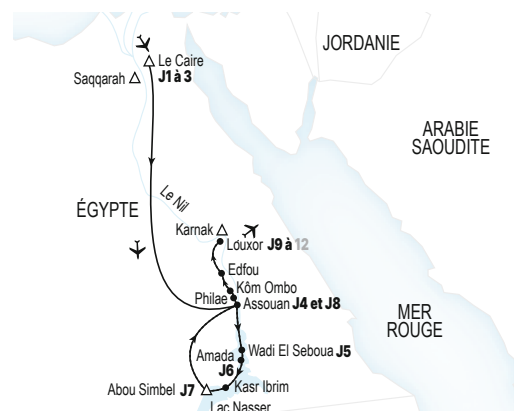 JORDANIE
Le Caire
J1 à 3
Saqqarah
ARABIE
SAOUDITE
Le Nil
ÉGYPTE
Karnak
Louxor J9 à 12
Edfou
Kôm Ombo
Philae
Assouan J4 et J8
MER
ROUGE
Wadi El Seboua J5
Amada
J6
Abou Simbel J7
Kasr Ibrim
Lac Nasser